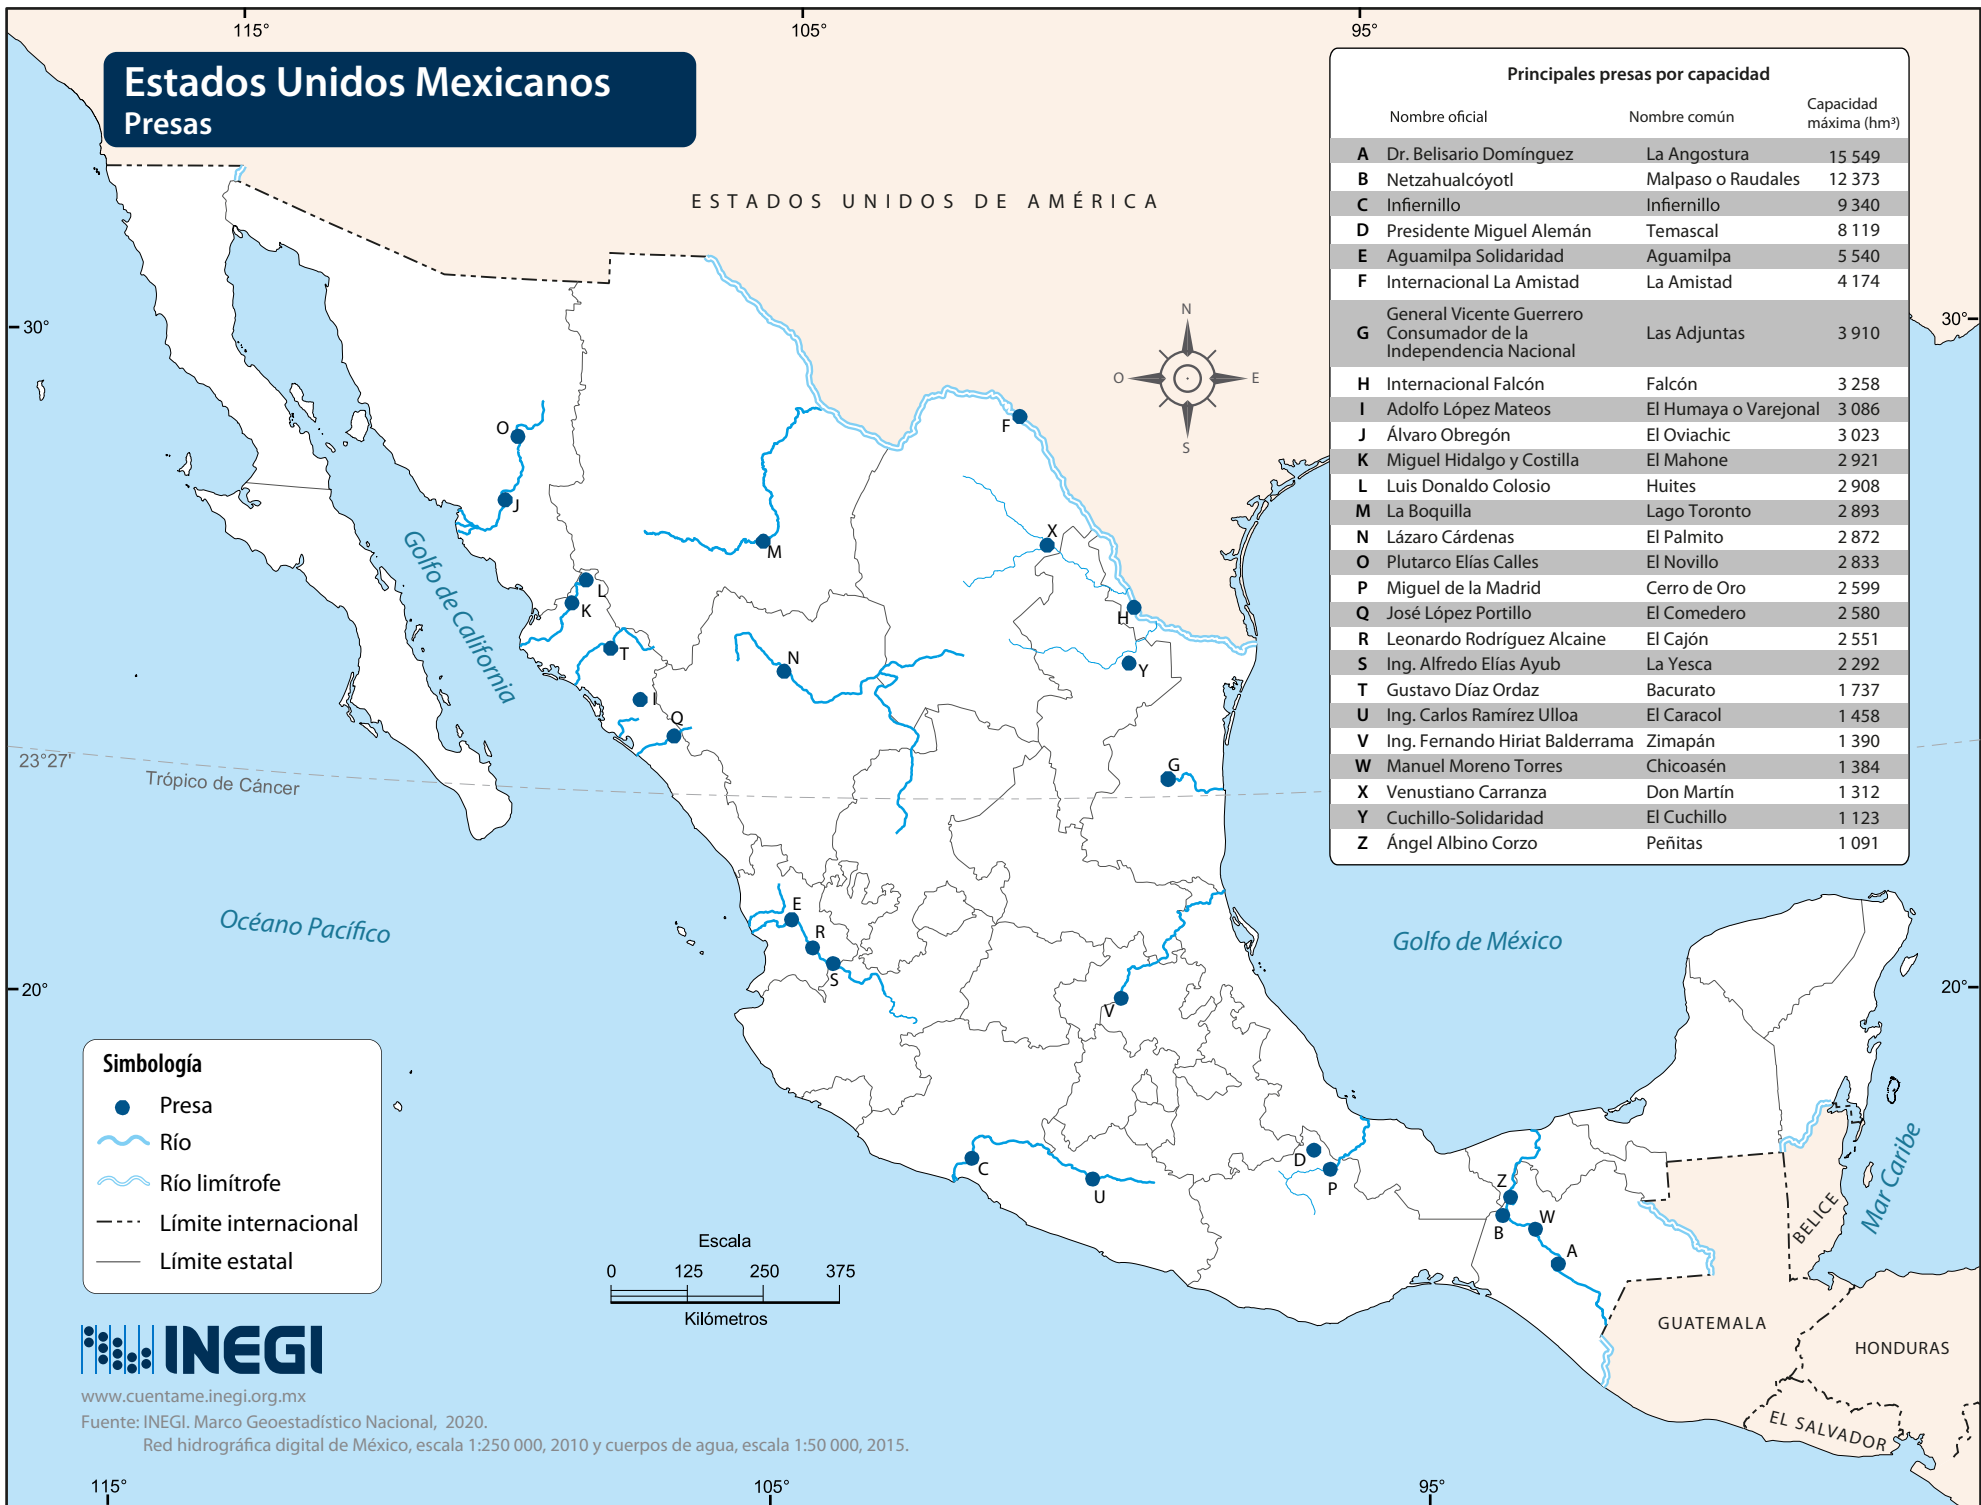 115°
105°
95°
Estados Unidos Mexicanos
Presas
ESTADOS UNIDOS DE AMÉRICA
Principales presas por capacidad
Nombre oficial Nombre común Capacidad máxima (hm³)
A Dr. Belisario Domínguez La Angostura 15 549
B Netzahualcóyotl Malpaso o Raudales 12 373
C Infiernillo Infiernillo 9 340
D Presidente Miguel Alemán Temascal 8 119
E Aguamilpa Solidaridad Aguamilpa 5 540
F Internacional La Amistad La Amistad 4 174
G General Vicente Guerrero Consumador de la Independencia Nacional Las Adjuntas 3 910
H Internacional Falcón Falcón 3 258
I Adolfo López Mateos El Humaya o Varejonal 3 086
J Álvaro Obregón El Oviachic 3 023
K Miguel Hidalgo y Costilla El Mahone 2 921
L Luis Donaldo Colosio Huites 2 908
M La Boquilla Lago Toronto 2 893
N Lázaro Cárdenas El Palmito 2 872
O Plutarco Elías Calles El Novillo 2 833
P Miguel de la Madrid Cerro de Oro 2 599
Q José López Portillo El Comedero 2 580
R Leonardo Rodríguez Alcaine El Cajón 2 551
S Ing. Alfredo Elías Ayub La Yesca 2 292
T Gustavo Díaz Ordaz Bacurato 1 737
U Ing. Carlos Ramírez Ulloa El Caracol 1 458
V Ing. Fernando Hiriat Balderrama Zimapán 1 390
W Manuel Moreno Torres Chicoasén 1 384
X Venustiano Carranza Don Martín 1 312
Y Cuchillo-Solidaridad El Cuchillo 1 123
Z Ángel Albino Corzo Peñitas 1 091
30°
30°
N
O
E
S
F
O
J
X
M
L
K
H
T
N
Y
I
Q
G
Golfo de California
23°27'
Trópico de Cáncer
E
R
S
V
Océano Pacífico
Golfo de México
20°
20°
C
U
D
P
Z
B
W
A
Mar Caribe
BELICE
GUATEMALA
HONDURAS
EL SALVADOR
Simbología
Presa
Río
Río limítrofe
Límite internacional
Límite estatal
Escala
0 125 250 375
Kilómetros
INEGI
www.cuentame.inegi.org.mx
Fuente: INEGI. Marco Geoestadístico Nacional, 2020.
Red hidrográfica digital de México, escala 1:250 000, 2010 y cuerpos de agua, escala 1:50 000, 2015.
115°
105°
95°